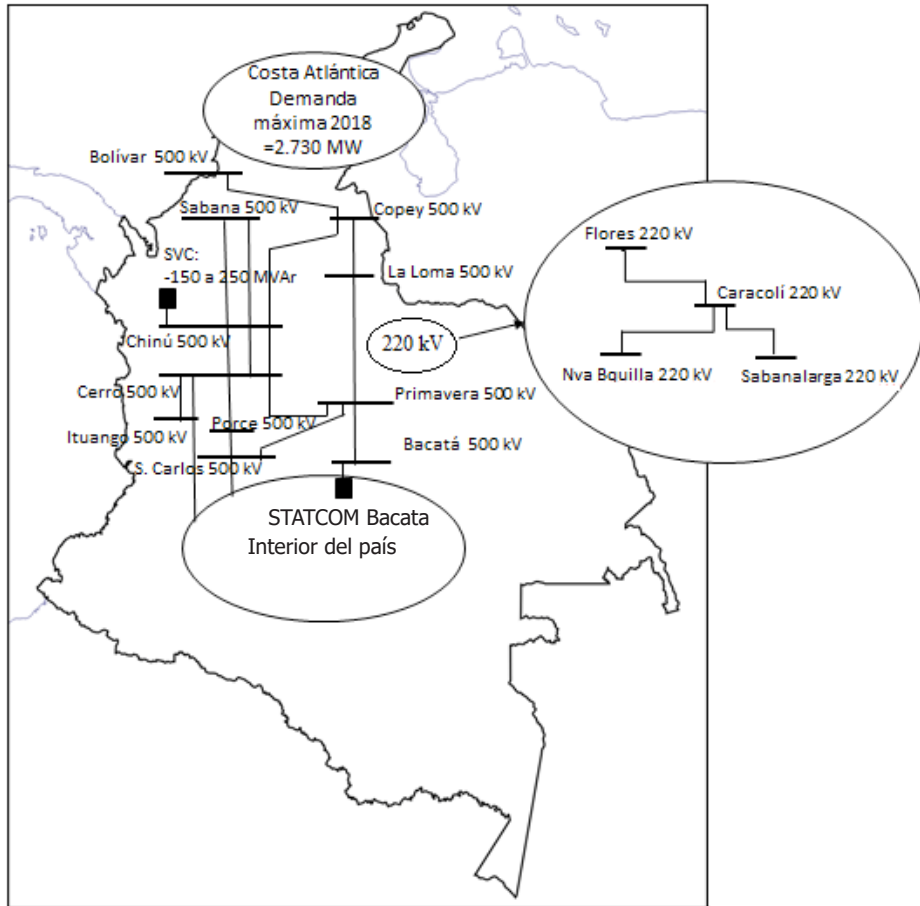 Costa Atlántica
Demanda
máxima 2018
=2.730 MW
Bolívar 500 kV
Sabana 500 kV
Copey 500 kV
SVC:
-150 a 250 MVAr
La Loma 500 kV
Chinú 500 kV
220 kV
Cerro 500 kV
Primavera 500 kV
Ituango 500 kV
Porce 500 kV
S. Carlos 500 kV
Bacatá 500 kV
STATCOM Bacata
Interior del país
Flores 220 kV
Caracolí 220 kV
Nva Bquilla 220 kV
Sabanalarga 220 kV